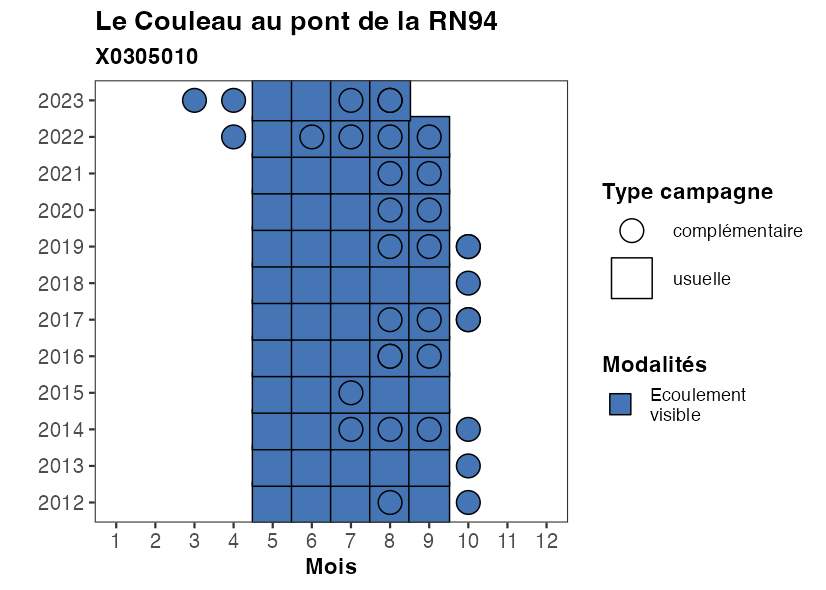 Le Couleau au pont de la RN94
X0305010
2023
2022
2021
2020
2019
2018
2017
2016
2015
2014
2013
2012
1 2 3 4 5 6 7 8 9 10 11 12
Mois
Type campagne
complémentaire
usuelle
Modalités
Ecoulement
visible